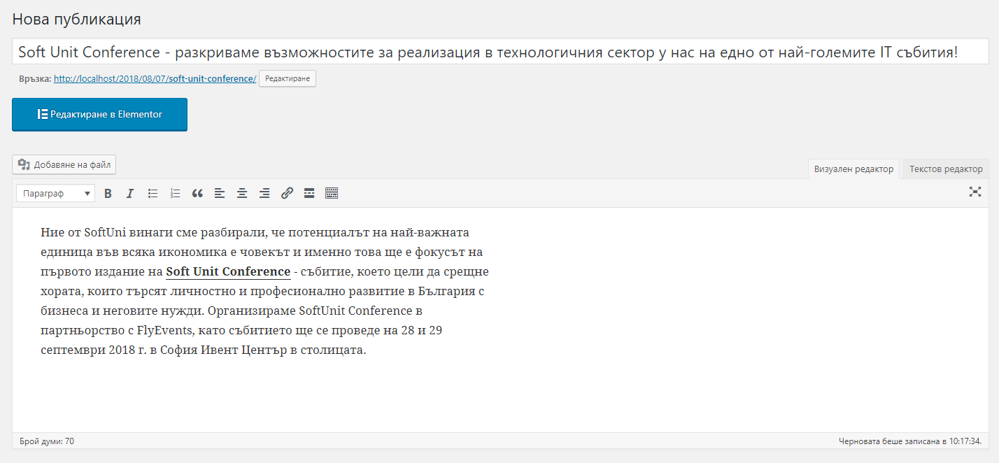 Нова публикация
Soft Unit Conference - разкриваме възможностите за реализация в технологичния сектор у нас на едно от най-големите IT събития!
Връзка: http://localhost/2018/08/07/soft-unit-conference/ Редактиране
Редактиране в Elementor
Добавяне на файл
Визуален редактор Текстов редактор
Параграф
Ние от SoftUni винаги сме разбирали, че потенциалът на най-важната
единица във всяка икономика е човекът и именно това ще е фокусът на
първото издание на Soft Unit Conference - събитие, което цели да срещне
хората, които търсят личностно и професионално развитие в България с
бизнеса и неговите нужди. Организираме SoftUnit Conference в
партньорство с FlyEvents, като събитието ще се проведе на 28 и 29
септември 2018 г. в София Ивент Център в столицата.
Брой думи: 70 Черновата беше записана в 10:17:34.